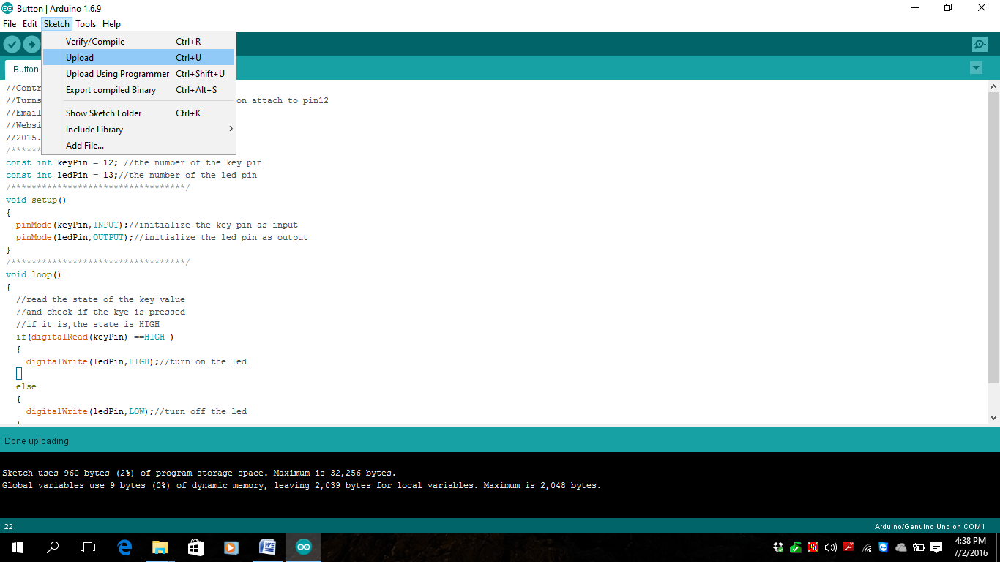 Button | Arduino 1.6.9
File Edit Sketch Tools Help
Verify/Compile Ctrl+R
Upload Ctrl+U
Upload Using Programmer Ctrl+Shift+U
Export compiled Binary Ctrl+Alt+S
Show Sketch Folder Ctrl+K
Include Library
Add File...
Button
//Contr
//Turns on attach to pin12
//Email
//Websi
//2015.
/******
const int keyPin = 12; //the number of the key pin
const int ledPin = 13;//the number of the led pin
/**********************************/
void setup()
{
pinMode(keyPin,INPUT);//initialize the key pin as input
pinMode(ledPin,OUTPUT);//initialize the led pin as output
}
/**********************************/
void loop()
{
//read the state of the key value
//and check if the kye is pressed
//if it is,the state is HIGH
if(digitalRead(keyPin) ==HIGH )
{
digitalWrite(ledPin,HIGH);//turn on the led
else
{
digitalWrite(ledPin,LOW);//turn off the led
Done uploading.
Sketch uses 960 bytes (2%) of program storage space. Maximum is 32,256 bytes.
Global variables use 9 bytes (0%) of dynamic memory, leaving 2,039 bytes for local variables. Maximum is 2,048 bytes.
22 Arduino/Genuino Uno on COM1
4:38 PM
7/2/2016